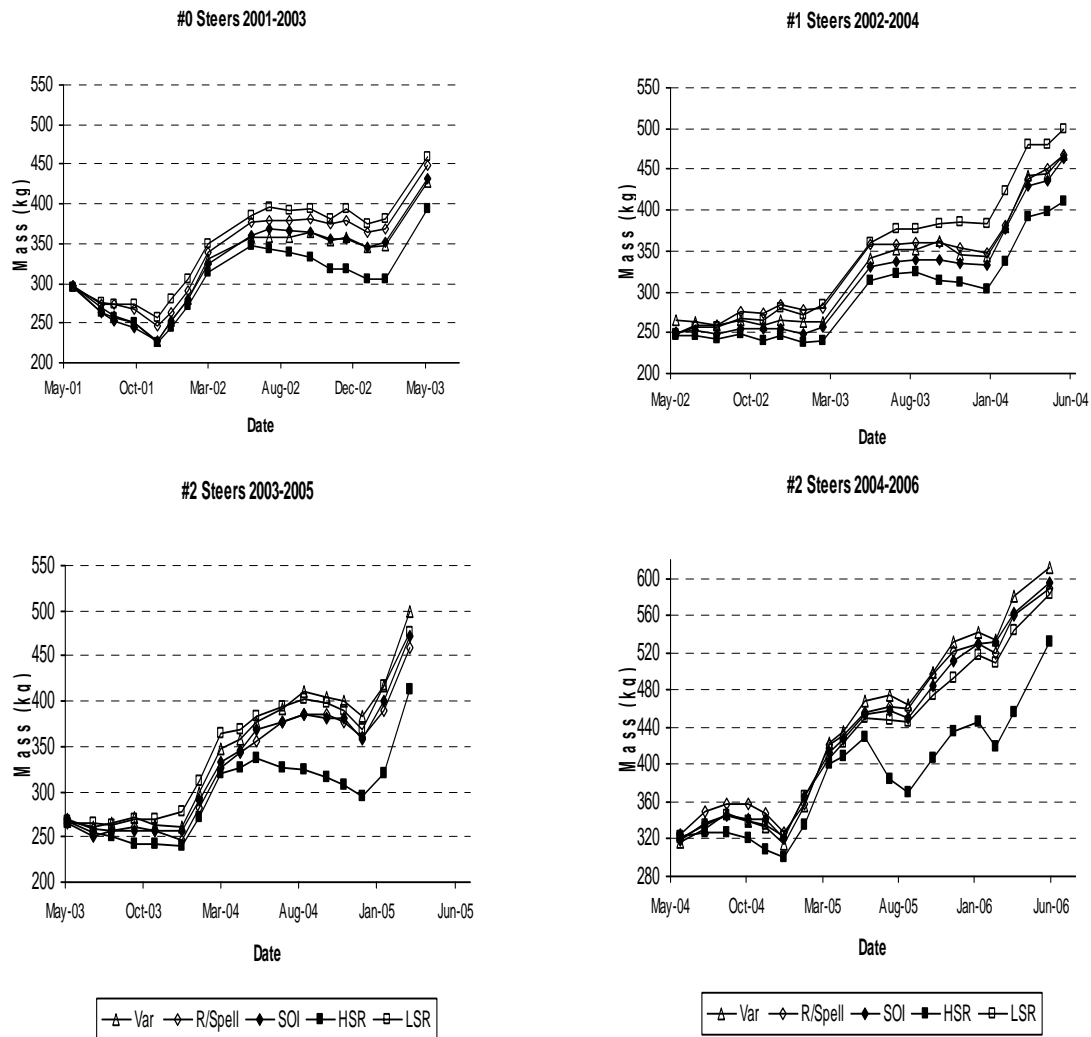 #0 Steers 2001-2003
550
500
450
400
350
300
250
200
Mass (kg)
May-01 Oct-01 Mar-02 Aug-02 Dec-02 May-03
Date
#1 Steers 2002-2004
550
500
450
400
350
300
250
200
Mass (kg)
May-02 Oct-02 Mar-03 Aug-03 Jan-04 Jun-04
Date
#2 Steers 2003-2005
550
500
450
400
350
300
250
200
Mass (kg)
May-03 Oct-03 Mar-04 Aug-04 Jan-05 Jun-05
Date
Var R/Spell SOI HSR LSR
#2 Steers 2004-2006
600
560
520
480
440
400
360
320
280
Mass (kg)
May-04 Oct-04 Mar-05 Aug-05 Jan-06 Jun-06
Date
Var R/Spell SOI HSR LSR